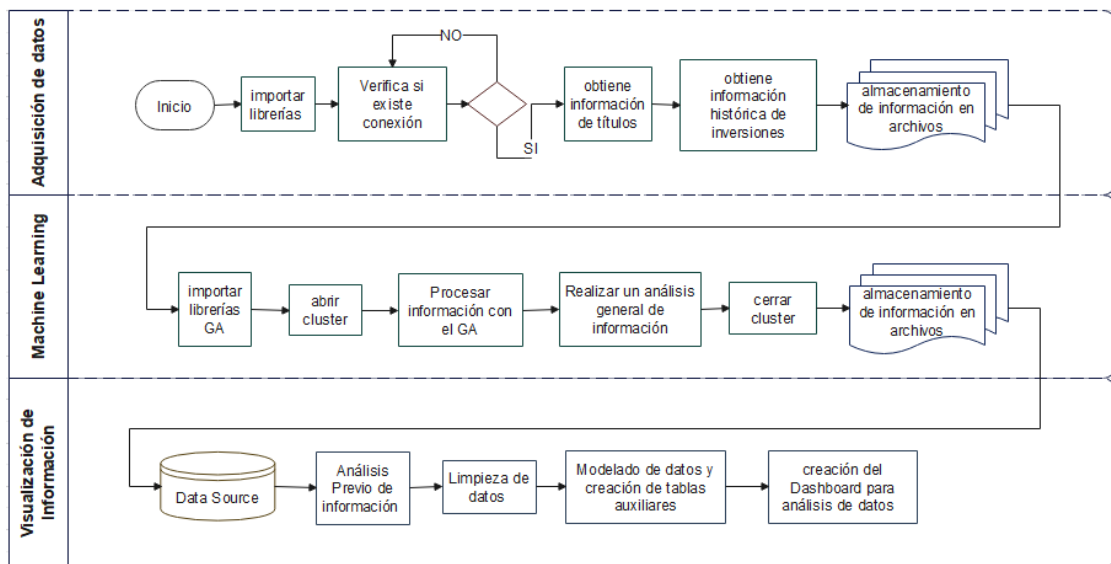 Adquisición de datos
NO
Inicio
importar
librerías
Verifica si
existe
conexión
SI
obtiene
información
de títulos
obtiene
información
histórica de
inversiones
almacenamiento
de información en
archivos
Machine Learning
importar
librerías
GA
abrir
cluster
Procesar
información con
el GA
Realizar un análisis
general de
información
cerrar
cluster
almacenamiento
de información en
archivos
Visualización de
Información
Data Source
Análisis
Previo de
información
Limpieza de
datos
Modelado de datos y
creación de tablas
auxiliares
creación del
Dashboard para
análisis de datos